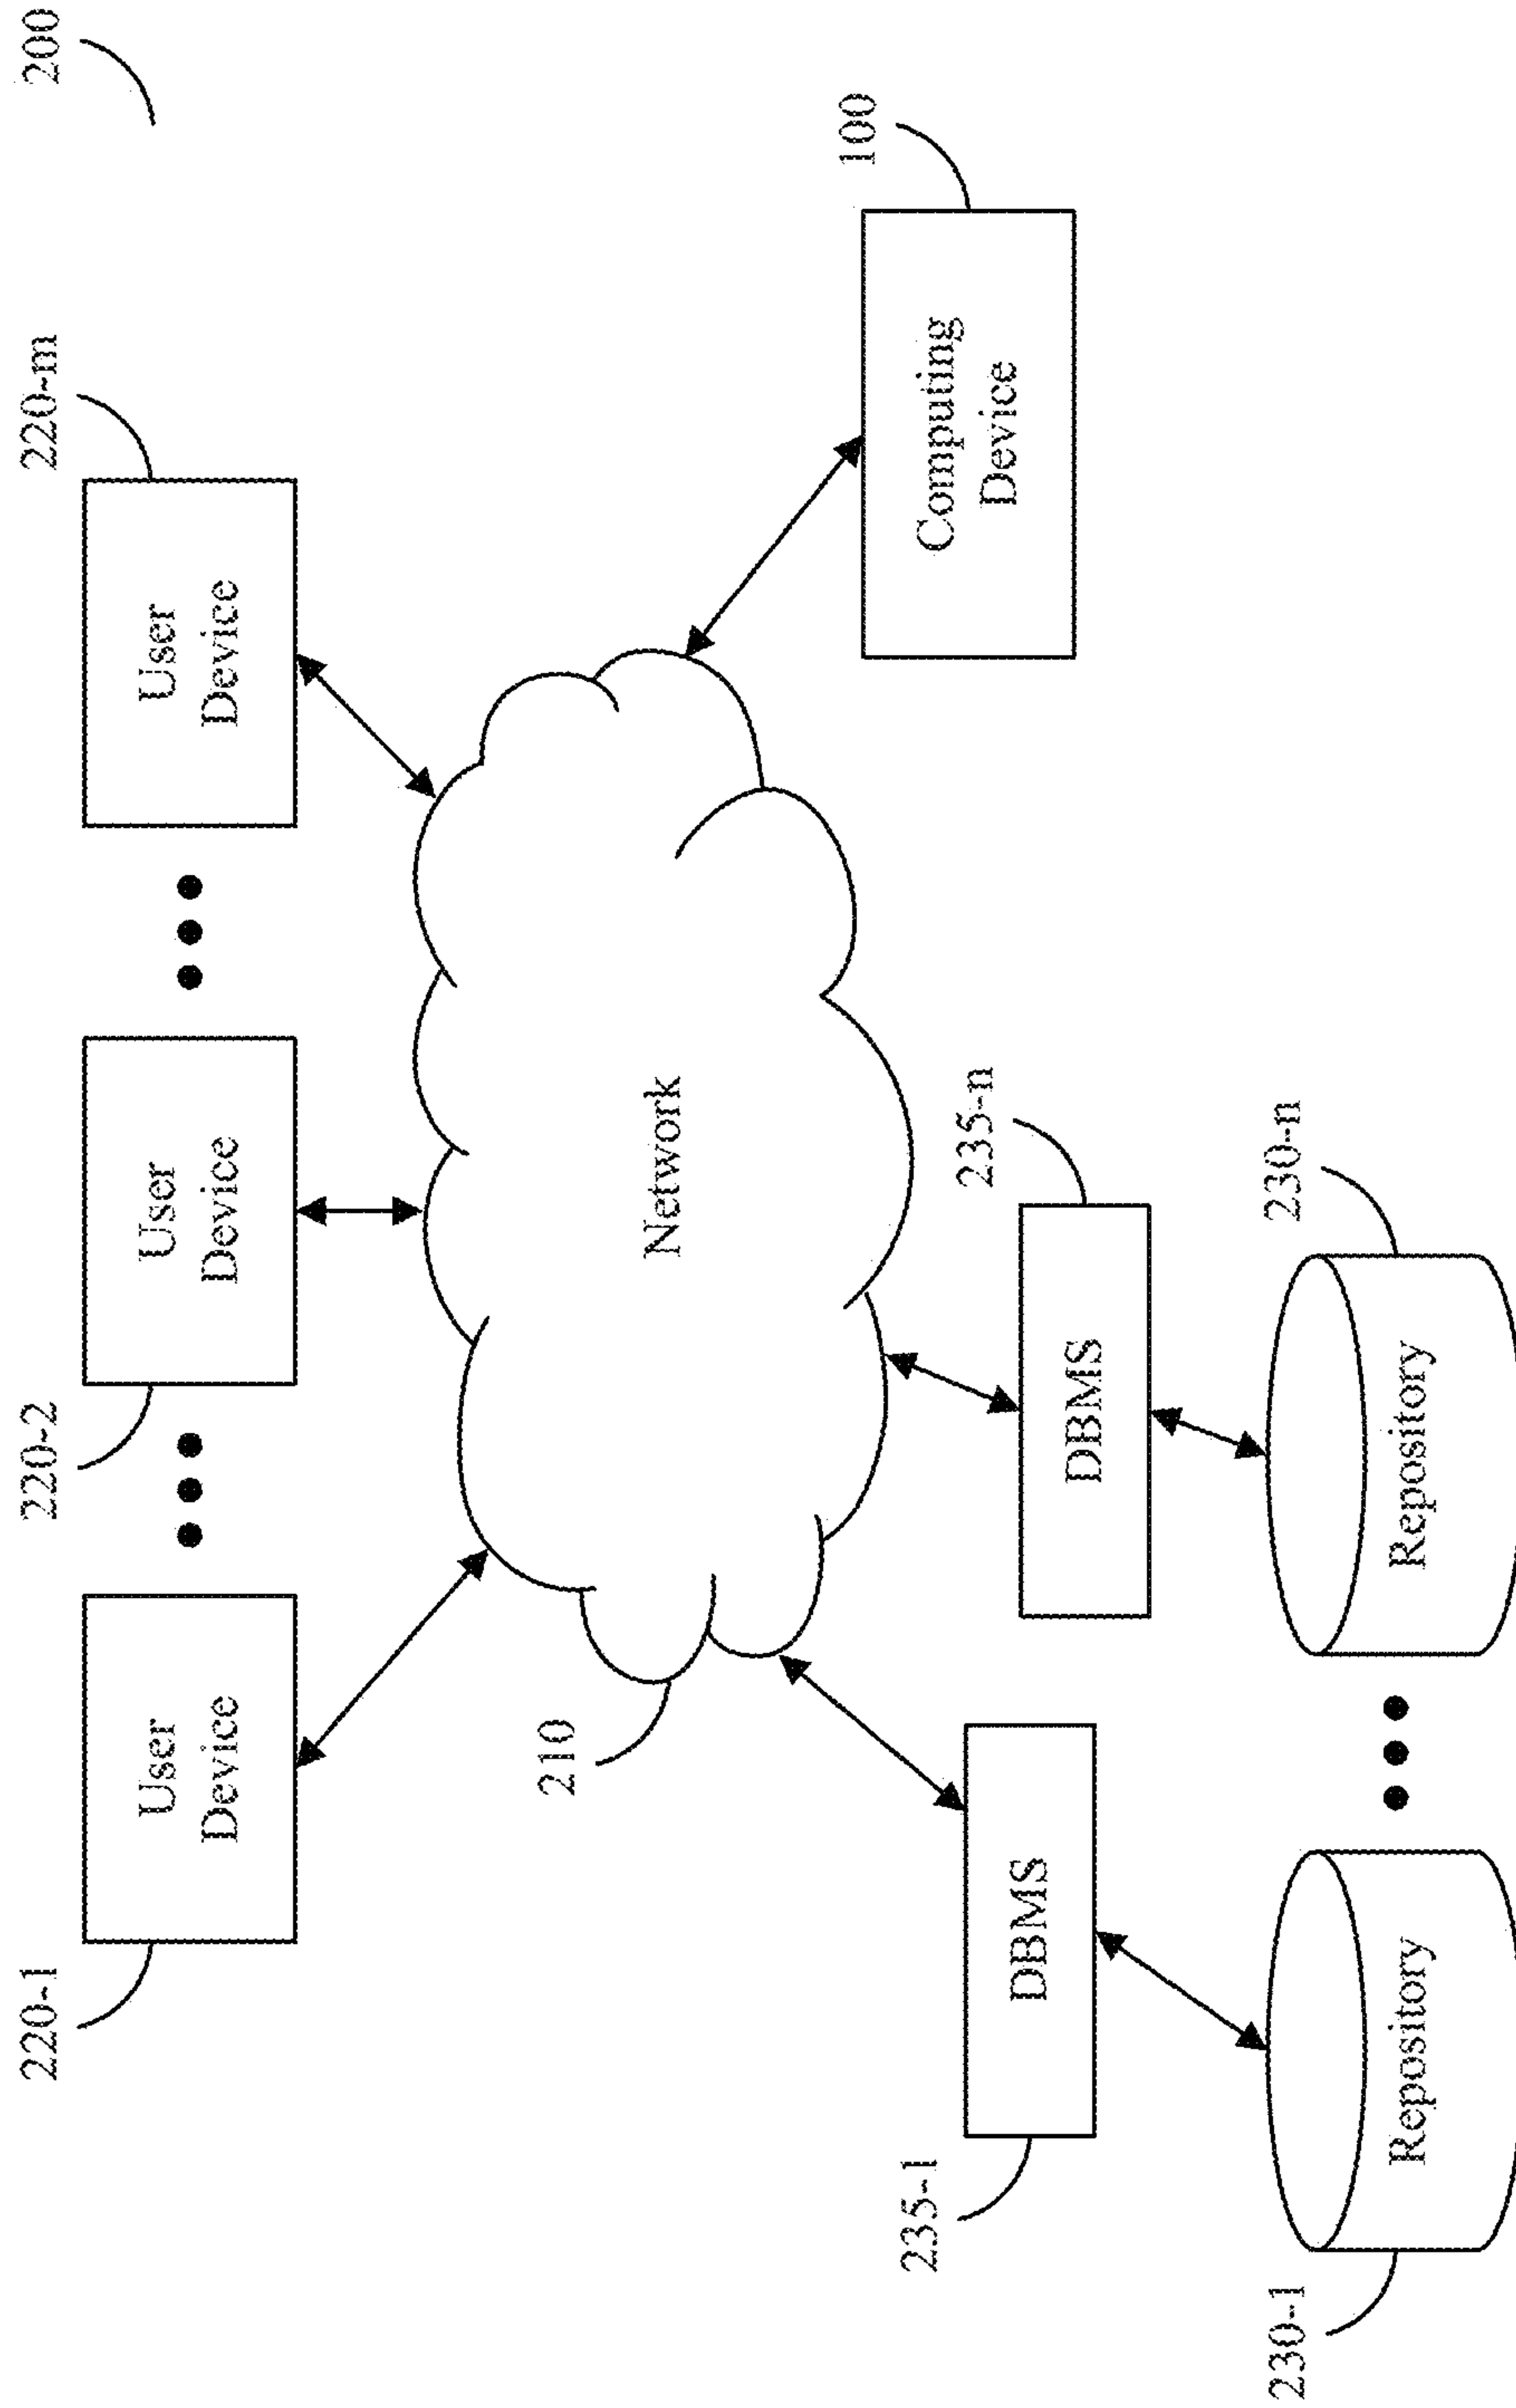 200
220-1
220-2
220-m
User
Device
User
Device
User
Device
210
Network
100
Computing
Device
235-1
DBMS
235-n
DBMS
230-1
Repository
230-n
Repository